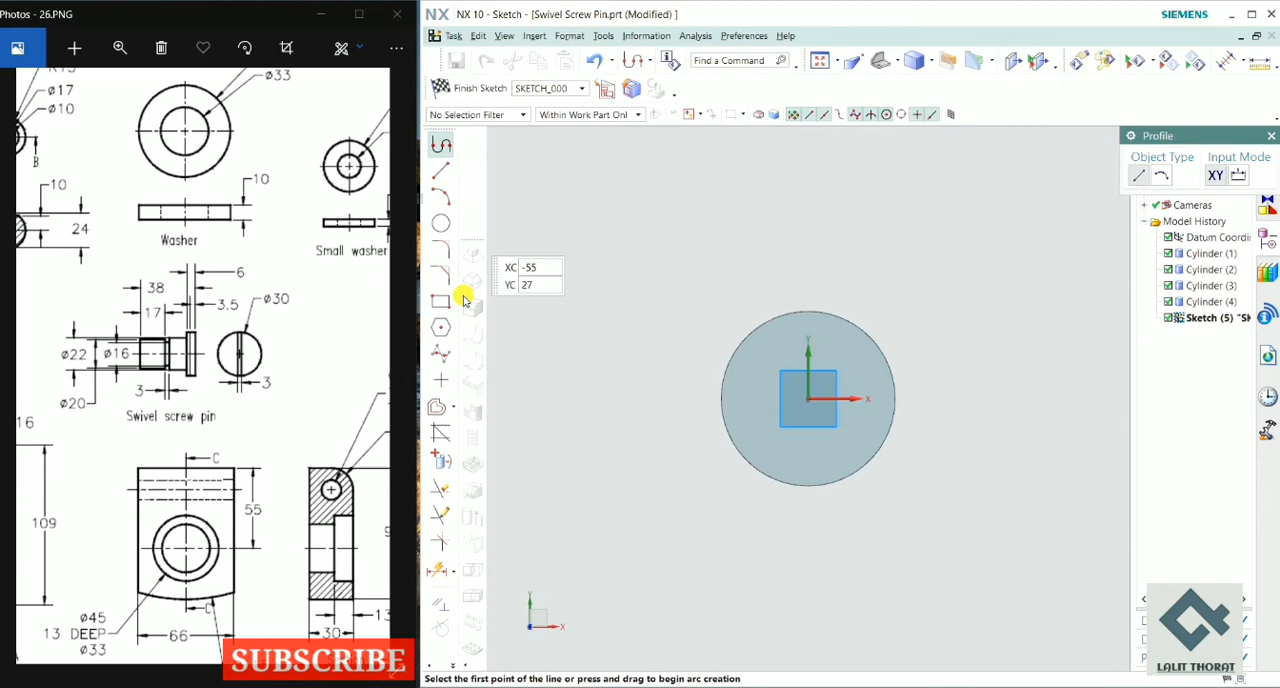 Photos - 26.PNG
R15
ø17
ø10
B
ø33
10
10
24
Washer
Small washer
6
38
3.5
17
ø30
ø22
ø16
3
3
ø20
Swivel screw pin
16
C
55
109
ø45
13 DEEP
ø33
C
66
30
13
SUBSCRIBE
NX
NX 10 - Sketch - [Swivel Screw Pin.prt (Modified) ]
SIEMENS
Task Edit View Insert Format Tools Information Analysis Preferences Help
Find a Command
Finish Sketch
SKETCH_000
No Selection Filter
Within Work Part Onl
XC -55
YC 27
Y
X
Y
X
Profile
Object Type
Input Mode
XY
Cameras
Model History
Datum Coordi
Cylinder (1)
Cylinder (2)
Cylinder (3)
Cylinder (4)
Sketch (5) "Sk
LALIT THORAT
Select the first point of the line or press and drag to begin arc creation